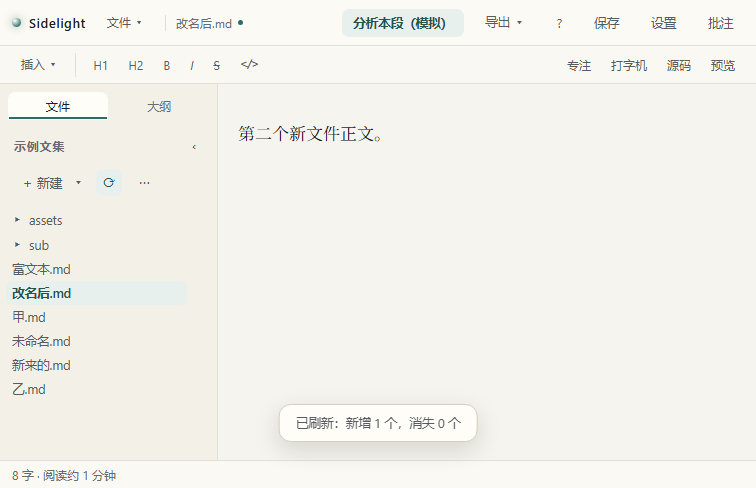 Sidelight 文件 改名后.md 分析本段（模拟） 导出 ? 保存 设置 批注
插入 H1 H2 B I S </> 专注 打字机 源码 预览
文件 大纲
示例文集
+ 新建 ...
assets
sub
富文本.md
改名后.md
甲.md
未命名.md
新来的.md
乙.md
第二个新文件正文。
已刷新：新增 1 个，消失 0 个
8 字 · 阅读约 1 分钟